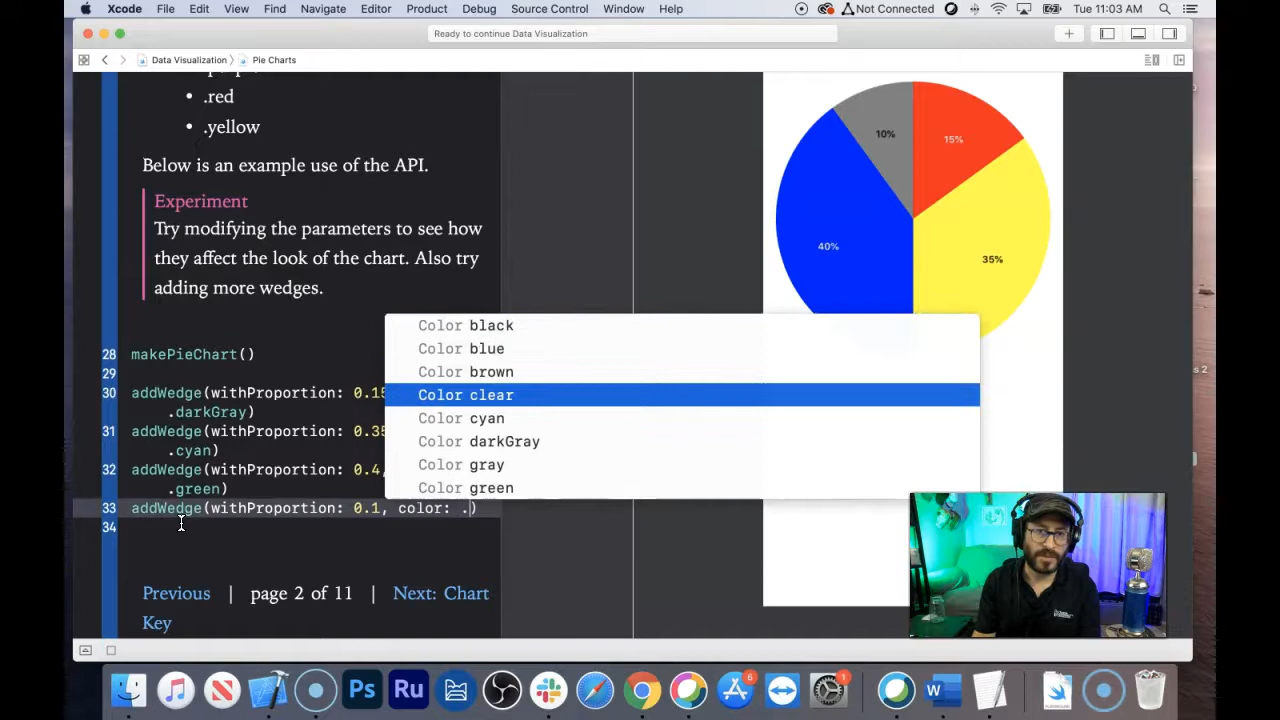 Xcode File Edit View Find Navigate Editor Product Debug Source Control Window Help Not Connected Tue 11:03 AM
Ready to continue Data Visualization
Data Visualization Pie Charts
• .red
• .yellow
Below is an example use of the API.
Experiment
Try modifying the parameters to see how
they affect the look of the chart. Also try
adding more wedges.
10%
15%
40%
35%
28 makePieChart()
29
30 addWedge(withProportion: 0.15
.darkGray)
31 addWedge(withProportion: 0.35
.cyan)
32 addWedge(withProportion: 0.4,
.green)
33 addWedge(withProportion: 0.1, color: .)
34
Color black
Color blue
Color brown
Color clear
Color cyan
Color darkGray
Color gray
Color green
Previous | page 2 of 11 | Next: Chart
Key
s 2
Ps
Ru
6
1
W